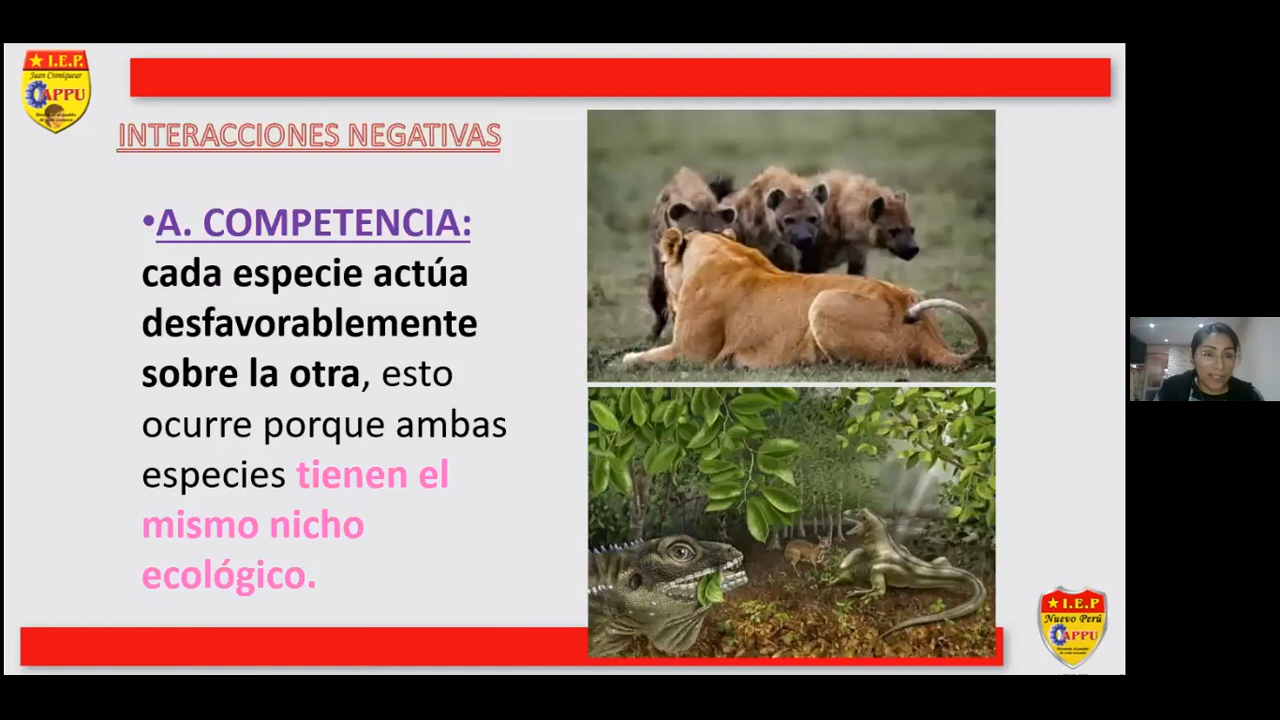 I.E.P.
Juan Croniqueur
APPU
INTERACCIONES NEGATIVAS
•A. COMPETENCIA:
cada especie actúa
desfavorablemente
sobre la otra, esto
ocurre porque ambas
especies tienen el
mismo nicho
ecológico.
I.E.P
Nuevo Perú
APPU